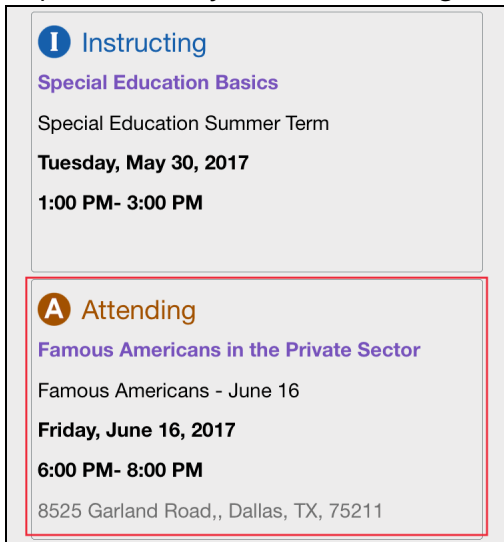 I Instructing
Special Education Basics
Special Education Summer Term
Tuesday, May 30, 2017
1:00 PM- 3:00 PM
A Attending
Famous Americans in the Private Sector
Famous Americans - June 16
Friday, June 16, 2017
6:00 PM- 8:00 PM
8525 Garland Road,, Dallas, TX, 75211